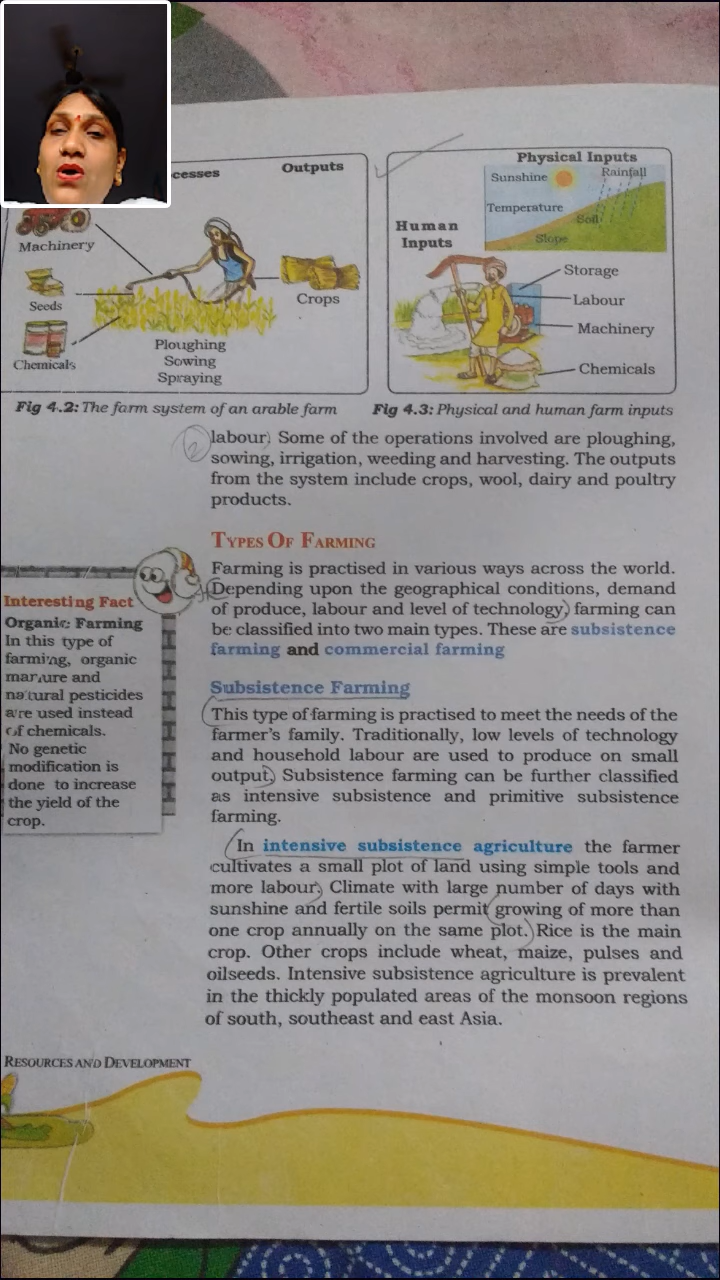 Outputs
Machinery
Seeds
Chemicals
Crops
Ploughing
Sowing
Spraying
Fig 4.2: The farm system of an arable farm
Physical Inputs
Sunshine
Rainfall
Temperature
Soil
Slope
Human
Inputs
Storage
Labour
Machinery
Chemicals
Fig 4.3: Physical and human farm inputs
labour. Some of the operations involved are ploughing,
sowing, irrigation, weeding and harvesting. The outputs
from the system include crops, wool, dairy and poultry
products.
TYPES OF FARMING
Farming is practised in various ways across the world.
Depending upon the geographical conditions, demand
of produce, labour and level of technology, farming can
be classified into two main types. These are subsistence
farming and commercial farming
Subsistence Farming
This type of farming is practised to meet the needs of the
farmer's family. Traditionally, low levels of technology
and household labour are used to produce on small
output. Subsistence farming can be further classified
as intensive subsistence and primitive subsistence
farming.
In intensive subsistence agriculture the farmer
cultivates a small plot of land using simple tools and
more labour. Climate with large number of days with
sunshine and fertile soils permit growing of more than
one crop annually on the same plot. Rice is the main
crop. Other crops include wheat, maize, pulses and
oilseeds. Intensive subsistence agriculture is prevalent
in the thickly populated areas of the monsoon regions
of south, southeast and east Asia.
Interesting Fact
Organic Farming
In this type of
farming, organic
manure and
natural pesticides
are used instead
of chemicals.
No genetic
modification is
done to increase
the yield of the
crop.
RESOURCES AND DEVELOPMENT